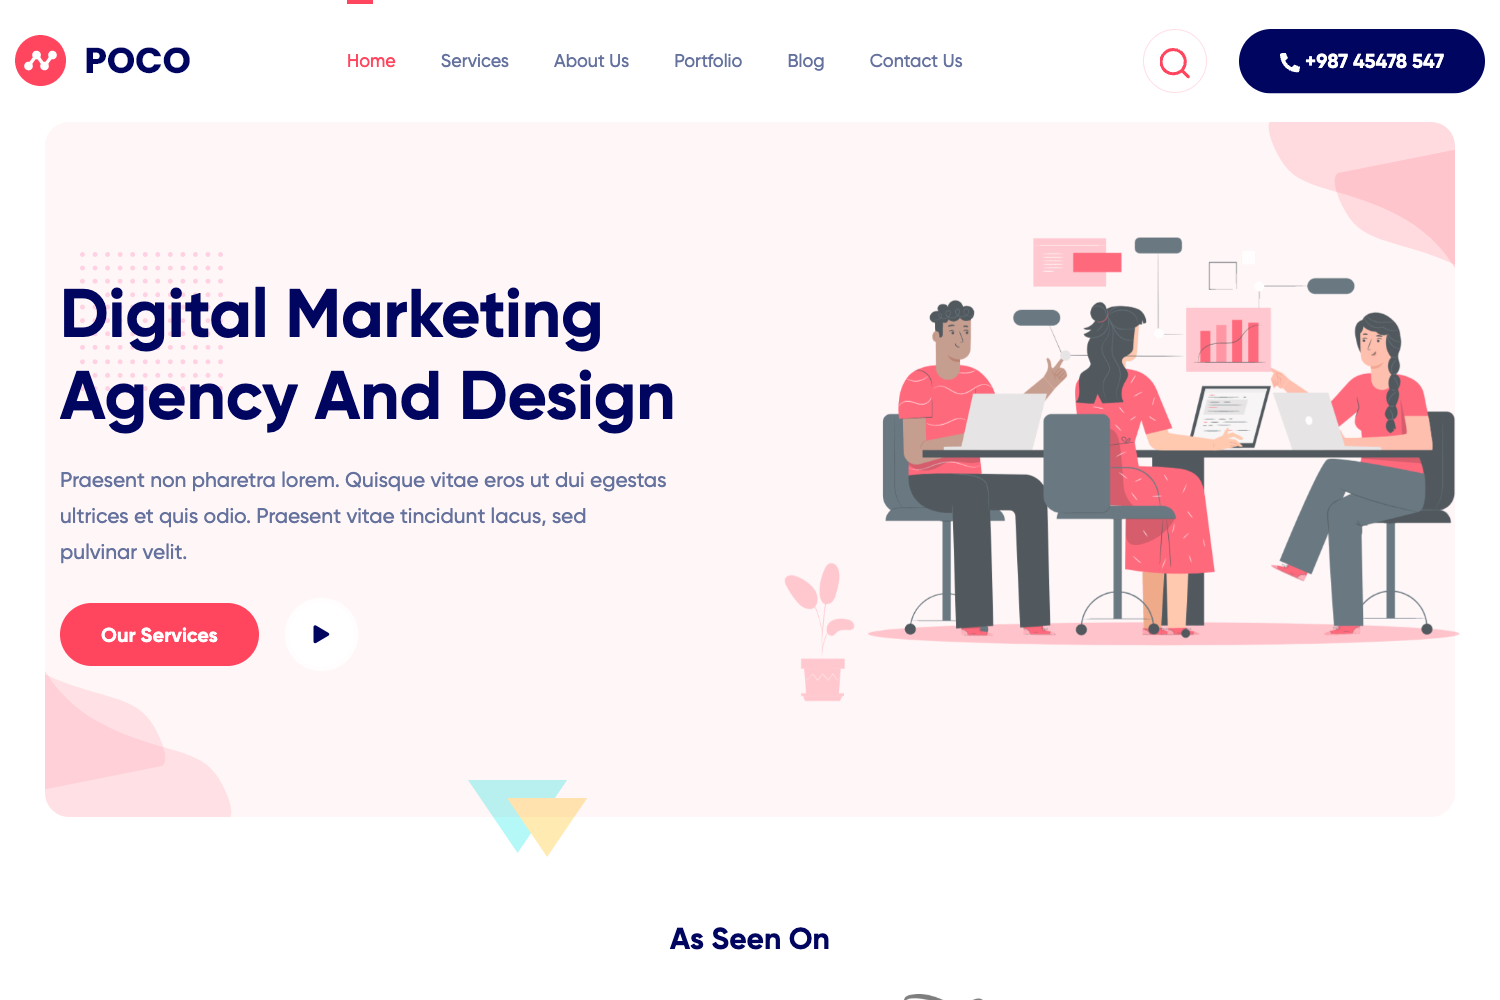 POCO
Home
Services
About Us
Portfolio
Blog
Contact Us
+987 45478 547
Digital Marketing
Agency And Design
Praesent non pharetra lorem. Quisque vitae eros ut dui egestas
ultrices et quis odio. Praesent vitae tincidunt lacus, sed
pulvinar velit.
Our Services
As Seen On